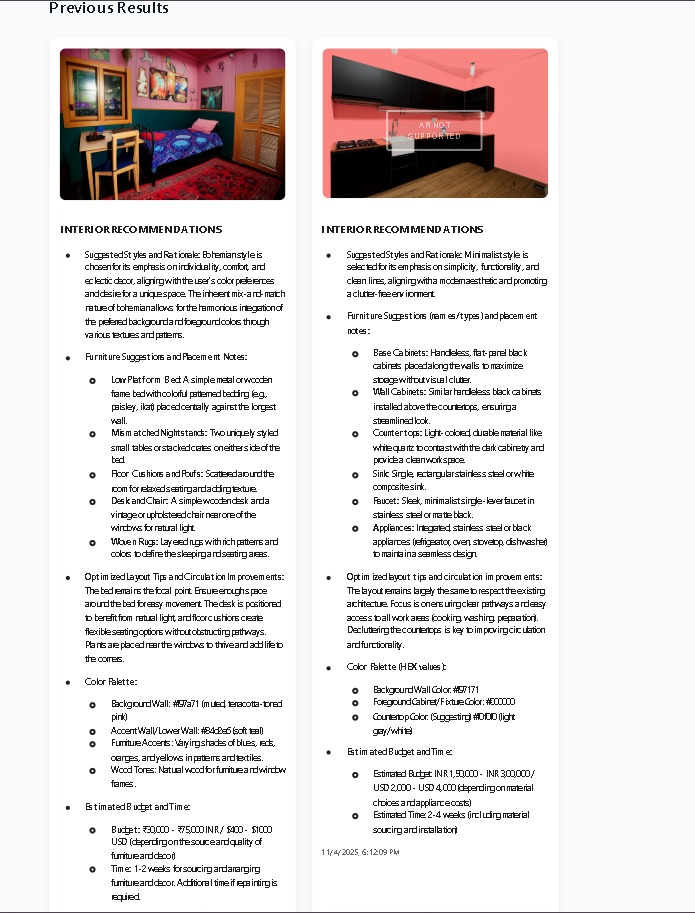 Previous Results
INTERIOR RECOMMENDATIONS
Suggested Styles and Rationale: Bohemian style is
chosen for its emphasis on individuality, comfort, and
eclectic decor, aligning with the user's color preferences
and desire for a unique space. The inherent mix-and-match
nature of bohemian allows for the harmonious integration of
the preferred background and foreground colors through
various textures and patterns.
Furniture Suggestions and Placement Notes:
Low Platform Bed: A simple metal or wooden
frame bed with colorful patterned bedding (e.g.,
paisley, ikat) placed centrally against the longest
wall.
Mismatched Nightstands: Two uniquely styled
small tables or stacked crates on either side of the
bed.
Floor Cushions and Poufs: Scattered around the
room for relaxed seating and adding texture.
Desk and Chair: A simple wooden desk and a
vintage or upholstered chair near one of the
windows for natural light.
Woven Rugs: Layered rugs with rich patterns and
colors to define the sleeping and seating areas.
Optimized Layout Tips and Circulation Improvements:
The bed remains the focal point. Ensure enough space
around the bed for easy movement. The desk is positioned
to benefit from natural light, and floor cushions create
flexible seating options without obstructing pathways.
Plants are placed near the windows to thrive and add life to
the corners.
Color Palette:
Background Wall: #f97a71 (muted, terracotta-toned
pink)
Accent Wall/Lower Wall: #84d2e5 (soft teal)
Furniture Accents: Varying shades of blues, reds,
oranges, and yellows in patterns and textiles.
Wood Tones: Natural wood for furniture and window
frames.
Estimated Budget and Time:
Budget: ₹30,000 - ₹75,000 INR / $400 - $1000
USD (depending on the source and quality of
furniture and decor)
Time: 1-2 weeks for sourcing and arranging
furniture and decor. Additional time if repainting is
required.
AR NOT
SUPPORTED
INTERIOR RECOMMENDATIONS
Suggested Styles and Rationale: Minimalist style is
selected for its emphasis on simplicity, functionality, and
clean lines, aligning with a modern aesthetic and promoting
a clutter-free environment.
Furniture Suggestions (names/types) and placement
notes:
Base Cabinets: Handleless, flat-panel black
cabinets placed along the walls to maximize
storage without visual clutter.
Wall Cabinets: Similar handleless black cabinets
installed above the countertops, ensuring a
streamlined look.
Countertops: Light-colored, durable material like
white quartz to contrast with the dark cabinetry and
provide a clean workspace.
Sink: Single, rectangular stainless steel or white
composite sink.
Faucet: Sleek, minimalist single-lever faucet in
stainless steel or matte black.
Appliances: Integrated, stainless steel or black
appliances (refrigerator, oven, stovetop, dishwasher)
to maintain a seamless design.
Optimized layout tips and circulation improvements:
The layout remains largely the same to respect the existing
architecture. Focus is on ensuring clear pathways and easy
access to all work areas (cooking, washing, preparation).
Decluttering the countertops is key to improving circulation
and functionality.
Color Palette (HEX values):
Background Wall Color: #f97171
Foreground Cabinet/Fixture Color: #000000
Countertop Color: (Suggesting) #f0f0f0 (light
gray/white)
Estimated Budget and Time:
Estimated Budget: INR 1,50,000 - INR 3,00,000 /
USD 2,000 - USD 4,000 (depending on material
choices and appliance costs)
Estimated Time: 2-4 weeks (including material
sourcing and installation)
11/4/2025, 6:12:09 PM